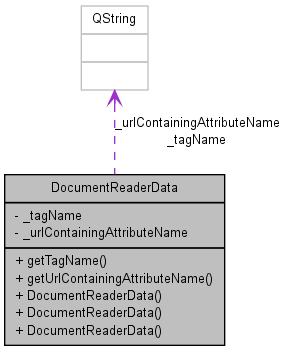 QString
_urlContainingAttributeName
_tagName
DocumentReaderData
- _tagName
- _urlContainingAttributeName
+ getTagName()
+ getUrlContainingAttributeName()
+ DocumentReaderData()
+ DocumentReaderData()
+ DocumentReaderData()